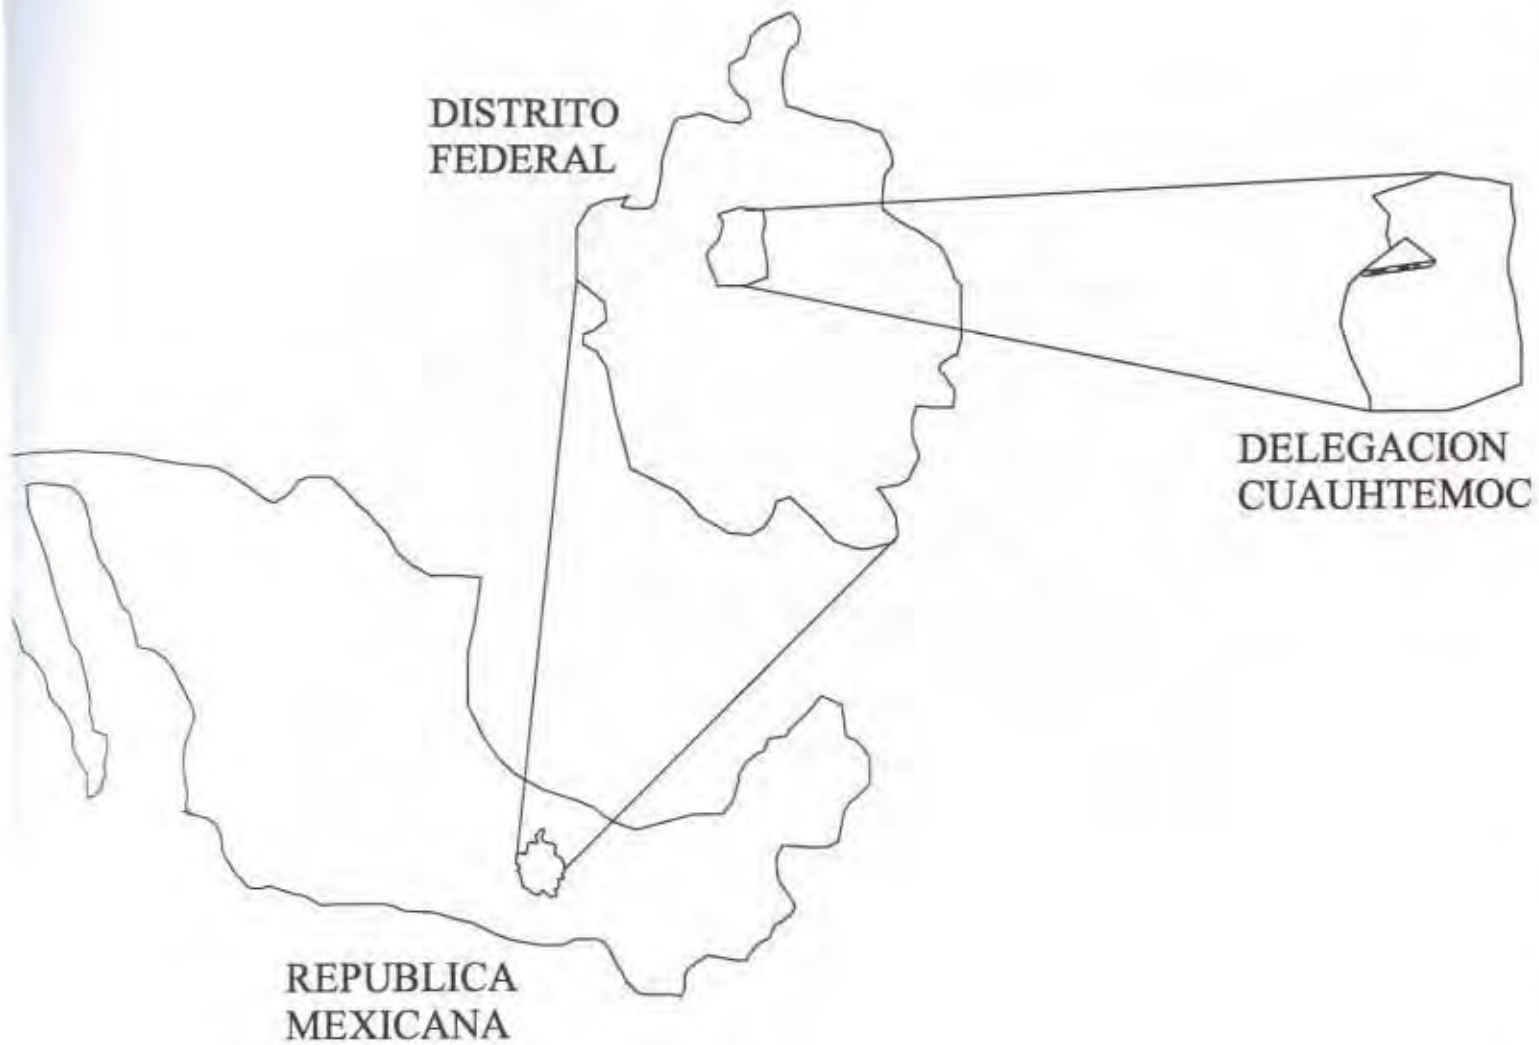 DISTRITO
FEDERAL
DELEGACION
CUAUHTEMOC
REPUBLICA
MEXICANA